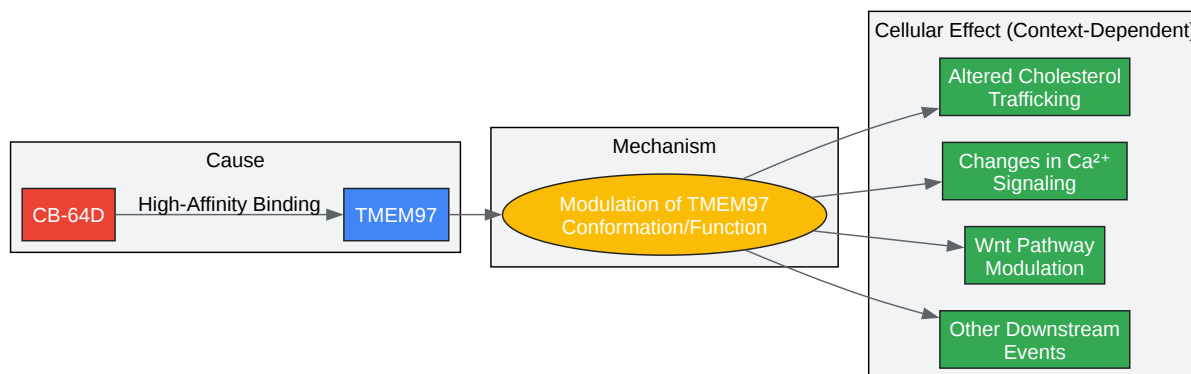 Cause
CB-64D
High-Affinity Binding
TMEM97
Mechanism
Modulation of TMEM97
Conformation/Function
Cellular Effect (Context-Dependent)
Altered Cholesterol
Trafficking
Changes in Ca²⁺
Signaling
Wnt Pathway
Modulation
Other Downstream
Events